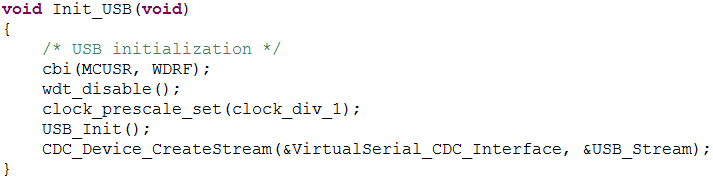 void Init_USB(void)
{
    /* USB initialization */
    cbi(MCUSR, WDRF);
    wdt_disable();
    clock_prescale_set(clock_div_1);
    USB_Init();
    CDC_Device_CreateStream(&VirtualSerial_CDC_Interface, &USB_Stream);
}